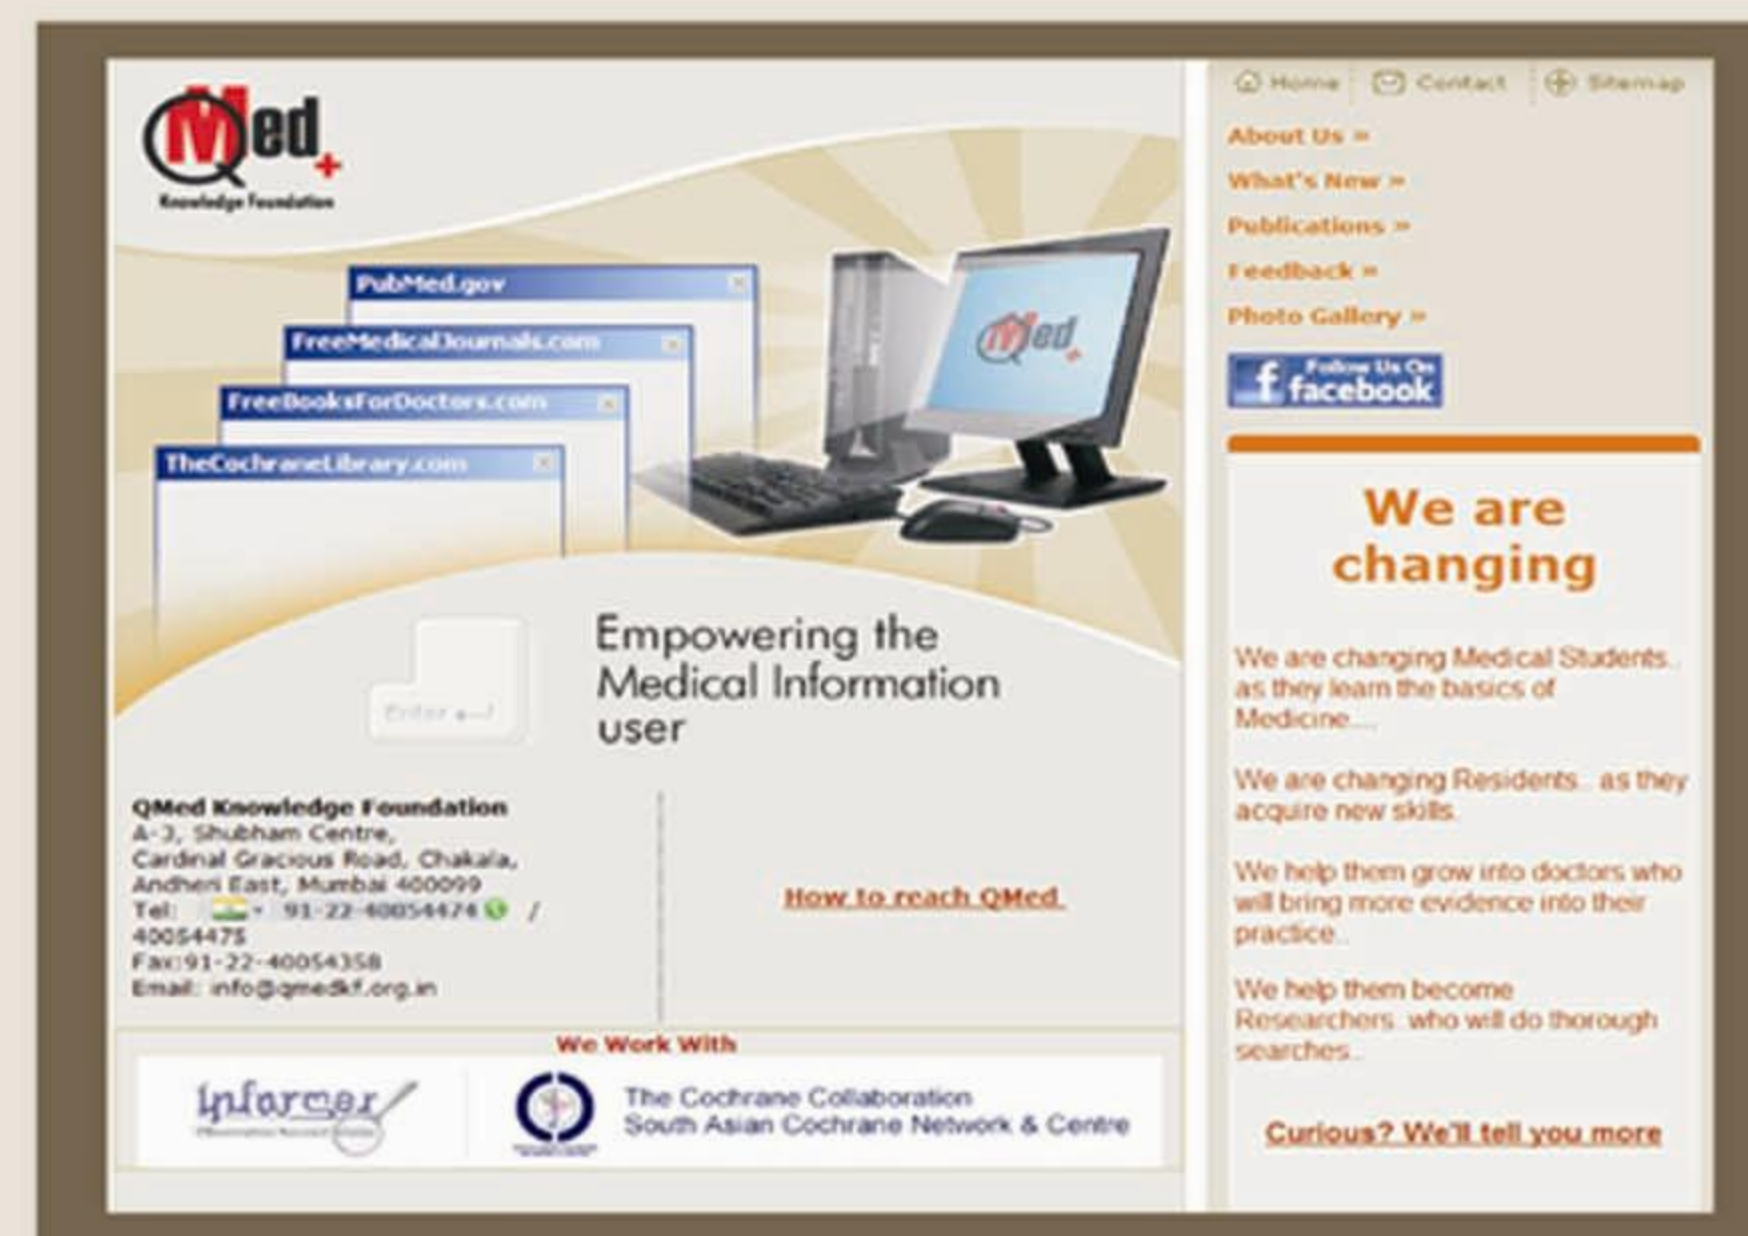 QMed
Knowledge Foundation
Home
Contact
Sitemap
About Us »
What's New »
Publications »
Feedback »
Photo Gallery »
Follow Us On
facebook
PubMed.gov
FreeMedicalJournals.com
FreeBooksForDoctors.com
TheCochraneLibrary.com
QMed
Enter
Empowering the
Medical Information
user
QMed Knowledge Foundation
A-3, Shubham Centre,
Cardinal Gracious Road, Chakala,
Andheri East, Mumbai 400099
Tel: 91-22-40054474 /
40054475
Fax:91-22-40054358
Email: info@qmedkf.org.in
How to reach QMed
We Work With
informer
The Cochrane Collaboration
South Asian Cochrane Network & Centre
We are
changing
We are changing Medical Students..
as they learn the basics of
Medicine....
We are changing Residents.. as they
acquire new skills.
We help them grow into doctors who
will bring more evidence into their
practice..
We help them become
Researchers..who will do thorough
searches..
Curious? We'll tell you more